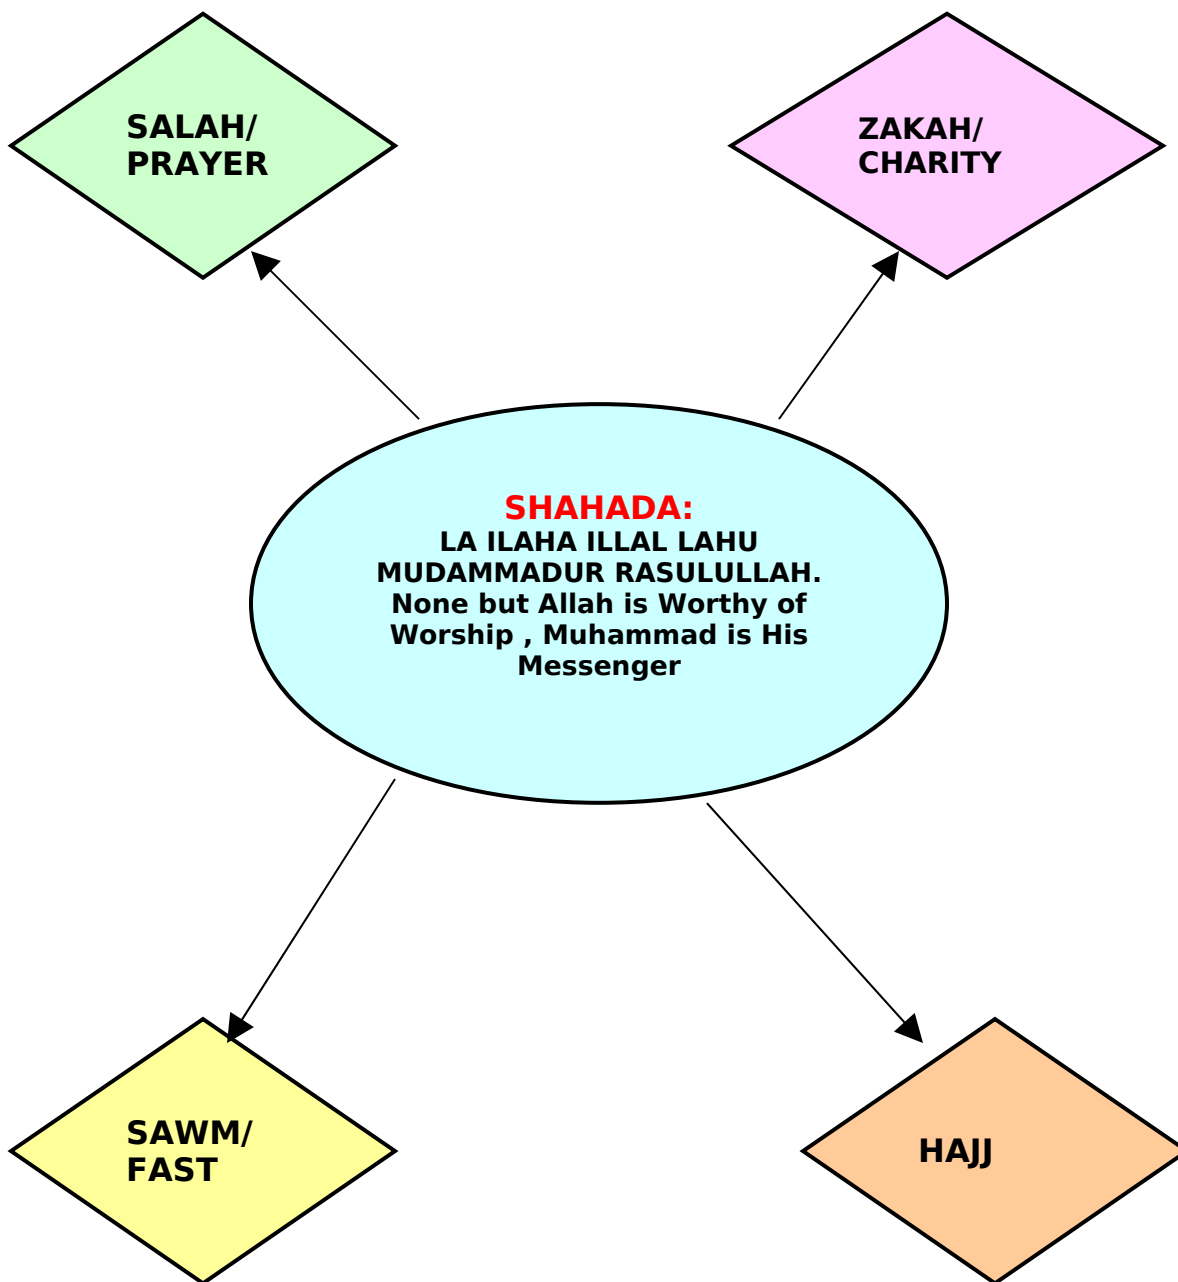 SALAH/
PRAYER
ZAKAH/
CHARITY
SHAHADA:
LA ILAHA ILLAL LAHU
MUDAMMADUR RASULULLAH.
None but Allah is Worthy of
Worship , Muhammad is His
Messenger
SAWM/
FAST
HAJJ